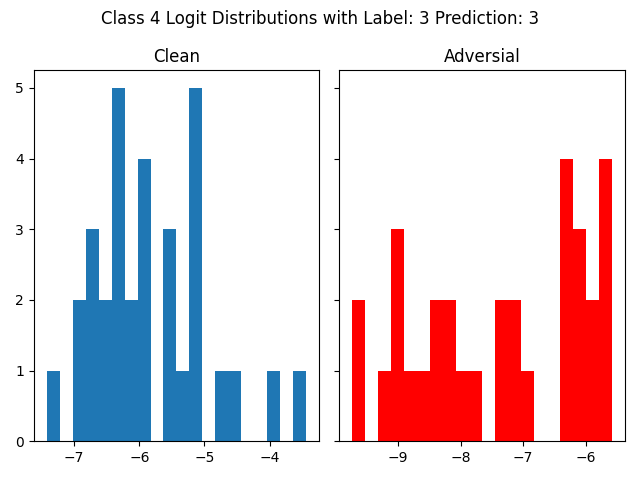 Class 4 Logit Distributions with Label: 3 Prediction: 3
Clean
Adversial
5
4
3
2
1
0
−7 −6 −5 −4
−9 −8 −7 −6